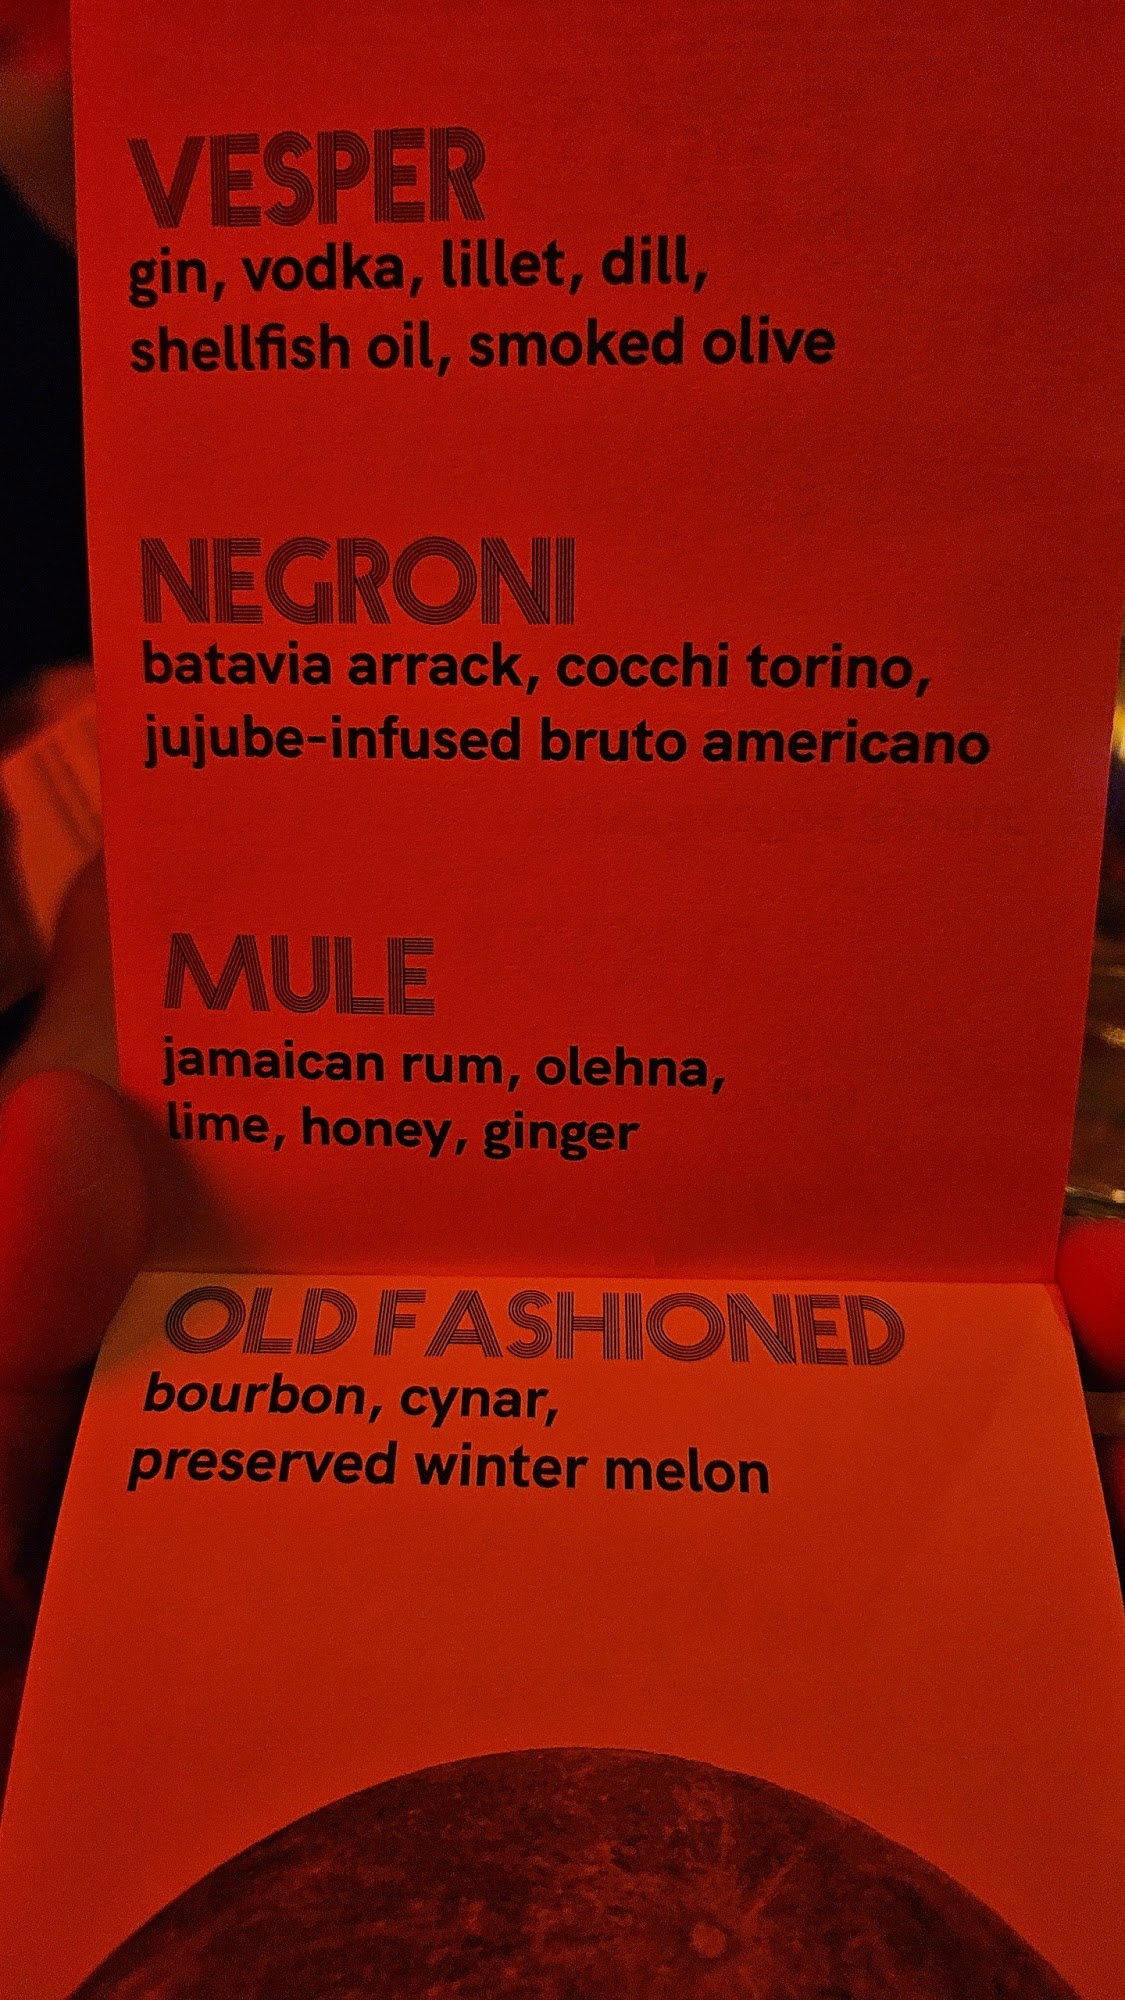 VESPER
gin, vodka, lillet, dill,
shellfish oil, smoked olive
NEGRONI
batavia arrack, cocchi torino,
jujube-infused bruto americano
MULE
jamaican rum, olehna,
lime, honey, ginger
OLD FASHIONED
bourbon, cynar,
preserved winter melon